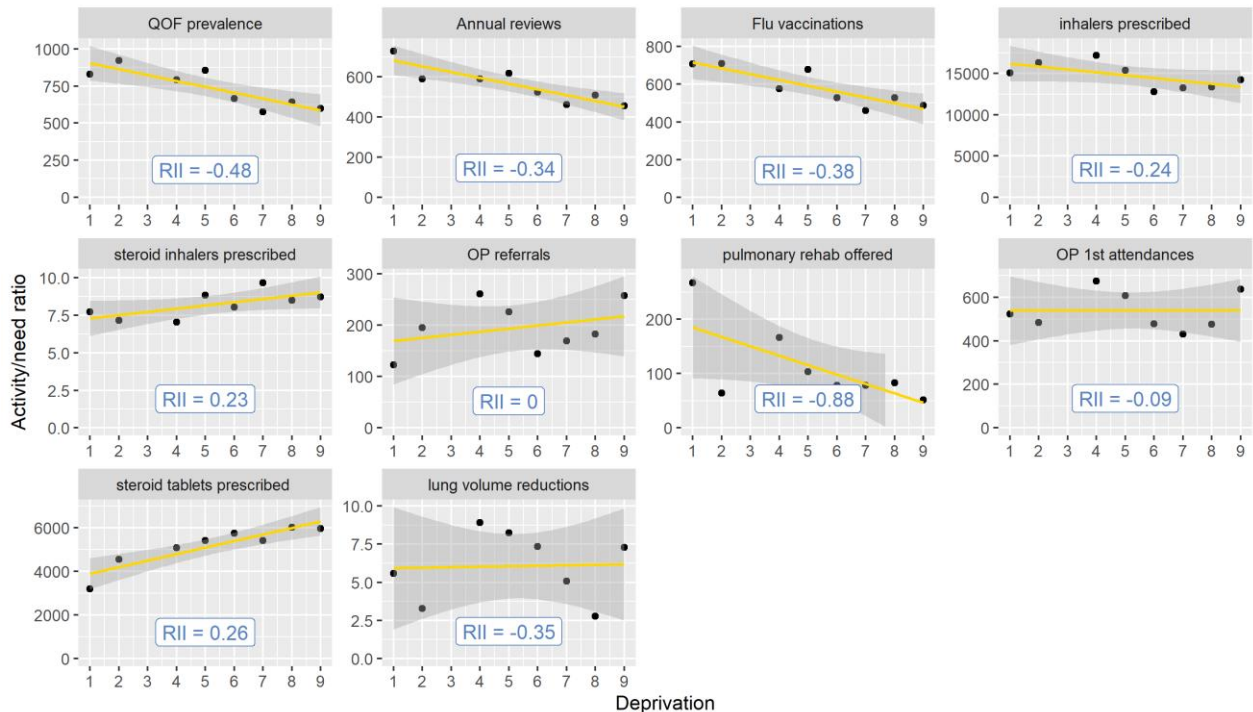 QOF prevalence
Annual reviews
Flu vaccinations
inhalers prescribed
1000
750
500
250
0
RII = -0.48
1 2 3 4 5 6 7 8 9
600
400
200
0
RII = -0.34
1 2 3 4 5 6 7 8 9
800
600
400
200
0
RII = -0.38
1 2 3 4 5 6 7 8 9
15000
10000
5000
0
RII = -0.24
1 2 3 4 5 6 7 8 9
steroid inhalers prescribed
OP referrals
pulmonary rehab offered
OP 1st attendances
10.0
7.5
5.0
2.5
0.0
RII = 0.23
1 2 3 4 5 6 7 8 9
300
200
100
0
RII = 0
1 2 3 4 5 6 7 8 9
200
100
0
RII = -0.88
1 2 3 4 5 6 7 8 9
600
400
200
0
RII = -0.09
1 2 3 4 5 6 7 8 9
steroid tablets prescribed
lung volume reductions
6000
4000
2000
0
RII = 0.26
1 2 3 4 5 6 7 8 9
10.0
7.5
5.0
2.5
0.0
RII = -0.35
1 2 3 4 5 6 7 8 9
Activity/need ratio
Deprivation